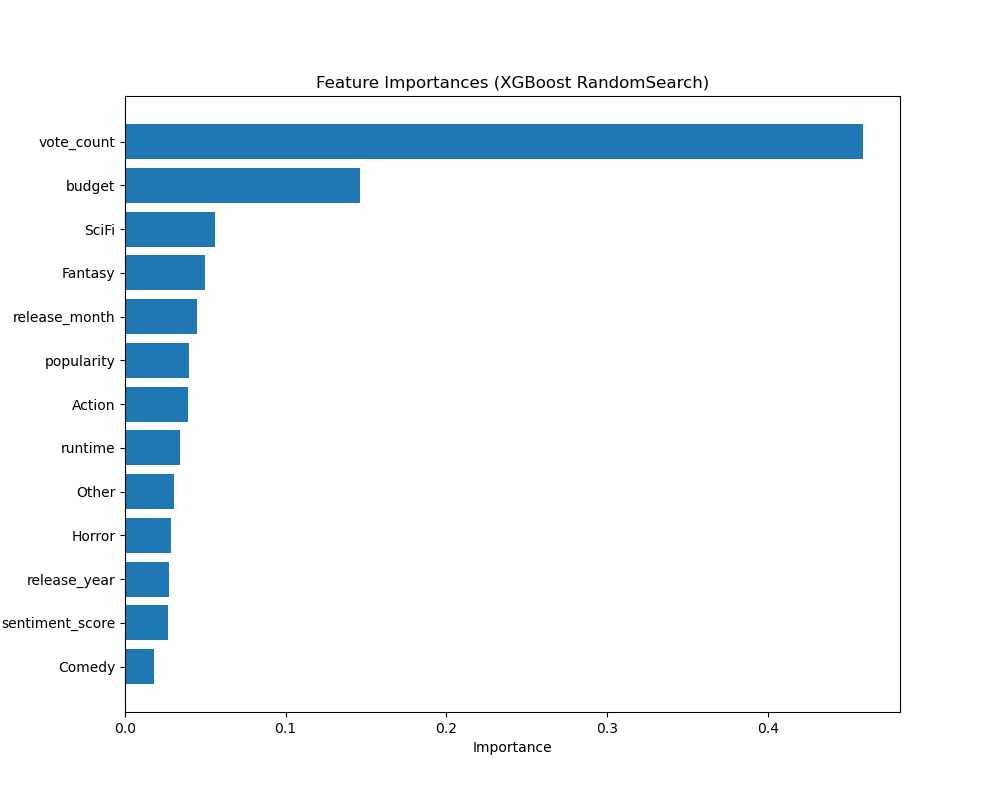 Feature Importances (XGBoost RandomSearch)
vote_count
budget
SciFi
Fantasy
release_month
popularity
Action
runtime
Other
Horror
release_year
sentiment_score
Comedy
0.0 0.1 0.2 0.3 0.4
Importance